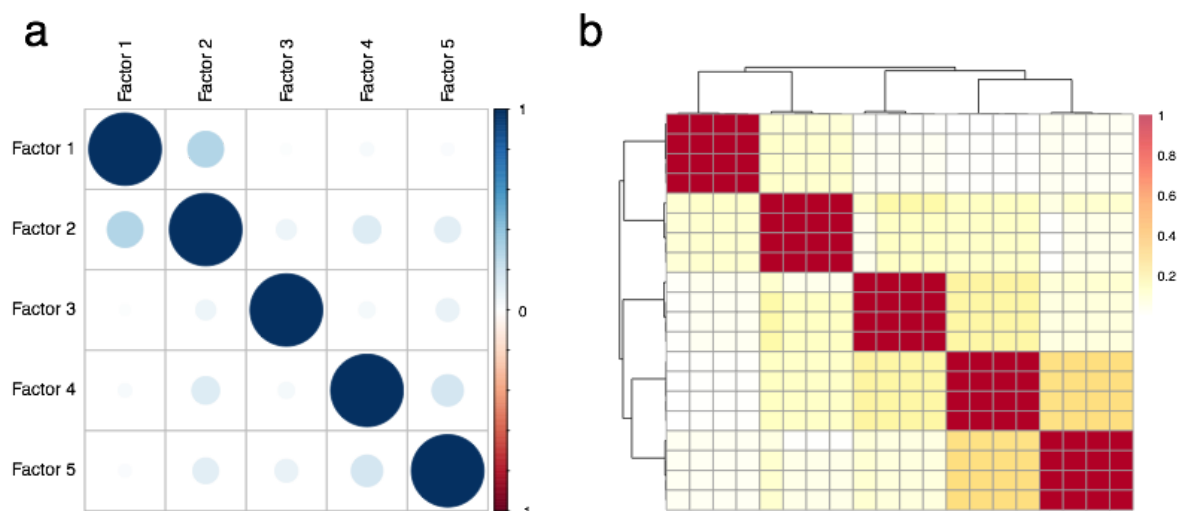 a
Factor 1
Factor 2
Factor 3
Factor 4
Factor 5
Factor 1
Factor 2
Factor 3
Factor 4
Factor 5
1
0
-1
b
1
0.8
0.6
0.4
0.2